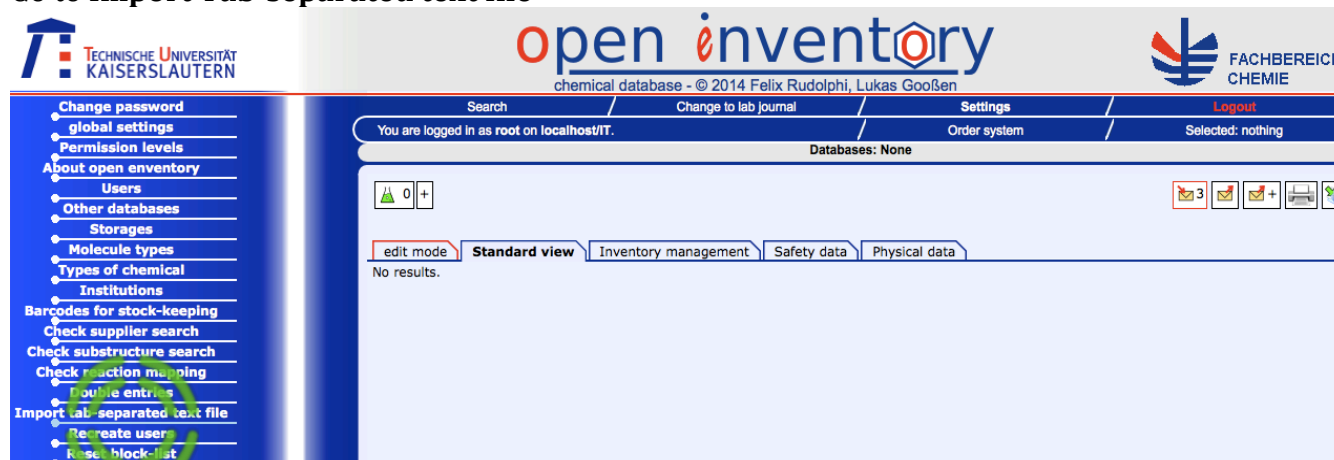 Go to Import Tab-separated text file
TECHNISCHE UNIVERSITÄT
KAISERSLAUTERN
open enventory
chemical database - © 2014 Felix Rudolphi, Lukas Gooßen
FACHBEREICH
CHEMIE
Change password
global settings
Permission levels
About open enventory
Users
Other databases
Storages
Molecule types
Types of chemical
Institutions
Barcodes for stock-keeping
Check supplier search
Check substructure search
Check reaction mapping
Double entries
Import tab-separated text file
Recreate users
Reset block-list
Search / Change to lab journal / Settings / Logout
You are logged in as root on localhost/IT. / Order system / Selected: nothing
Databases: None
0 + 3 +
edit mode Standard view Inventory management Safety data Physical data
No results.